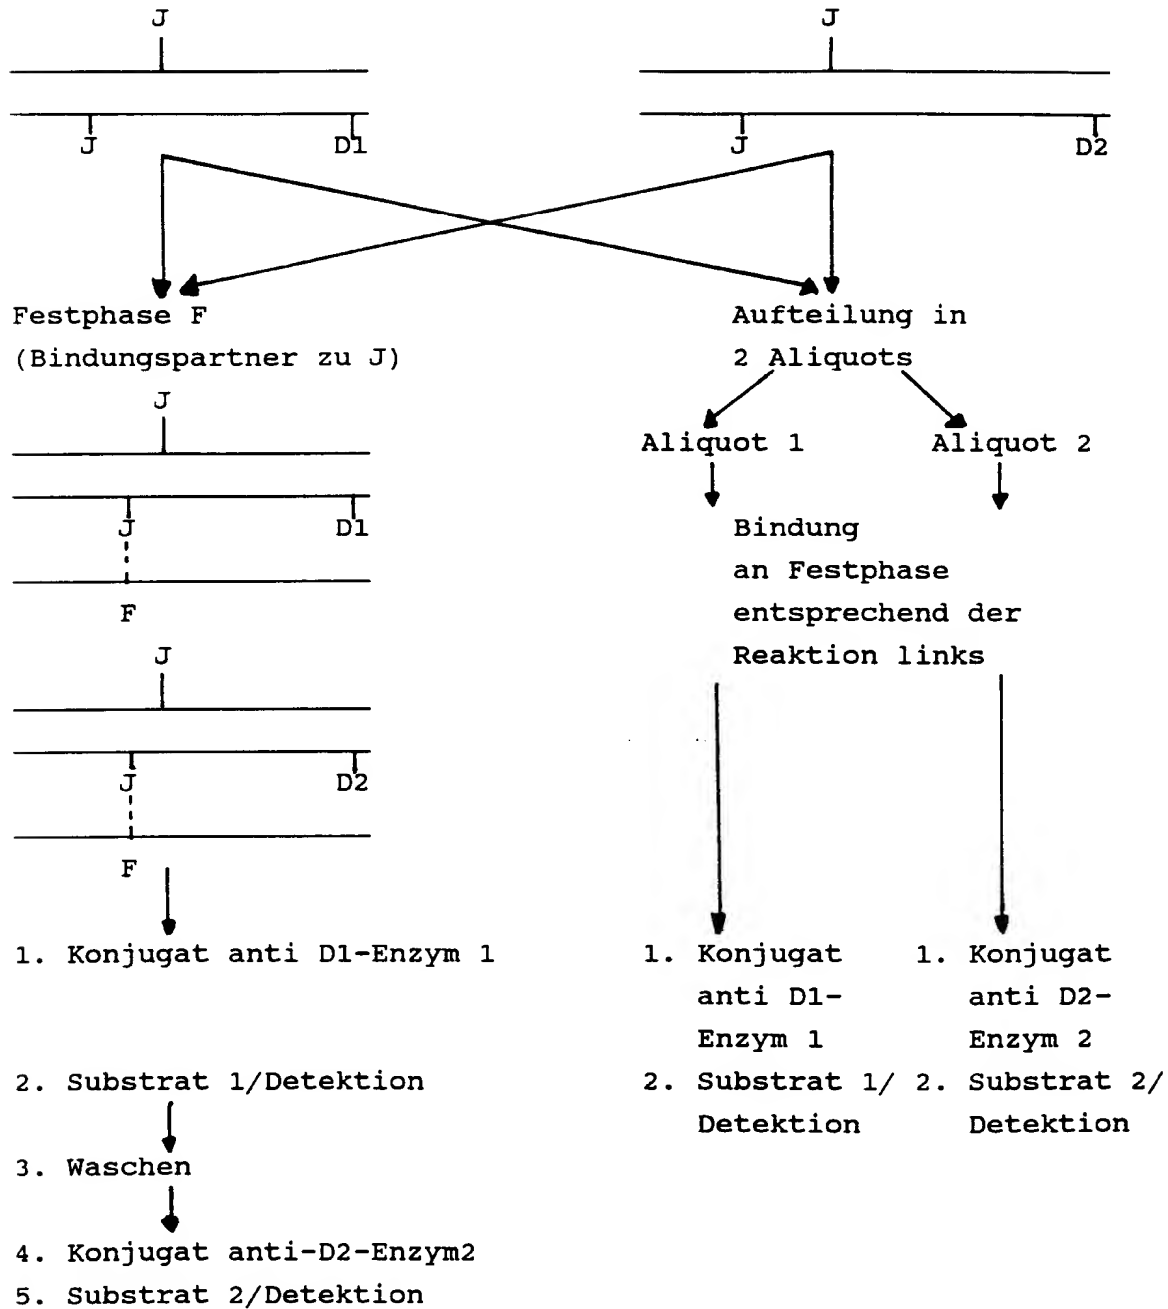 J J
J D1 J D2
Festphase F
(Bindungspartner zu J)
J
J D1
F
J
J D2
F
1. Konjugat anti D1-Enzym 1
2. Substrat 1/Detektion
3. Waschen
4. Konjugat anti-D2-Enzym2
5. Substrat 2/Detektion
Aufteilung in
2 Aliquots
Aliquot 1 Aliquot 2
Bindung
an Festphase
entsprechend der
Reaktion links
1. Konjugat
anti D1-
Enzym 1
2. Substrat 1/
Detektion
1. Konjugat
anti D2-
Enzym 2
2. Substrat 2/
Detektion